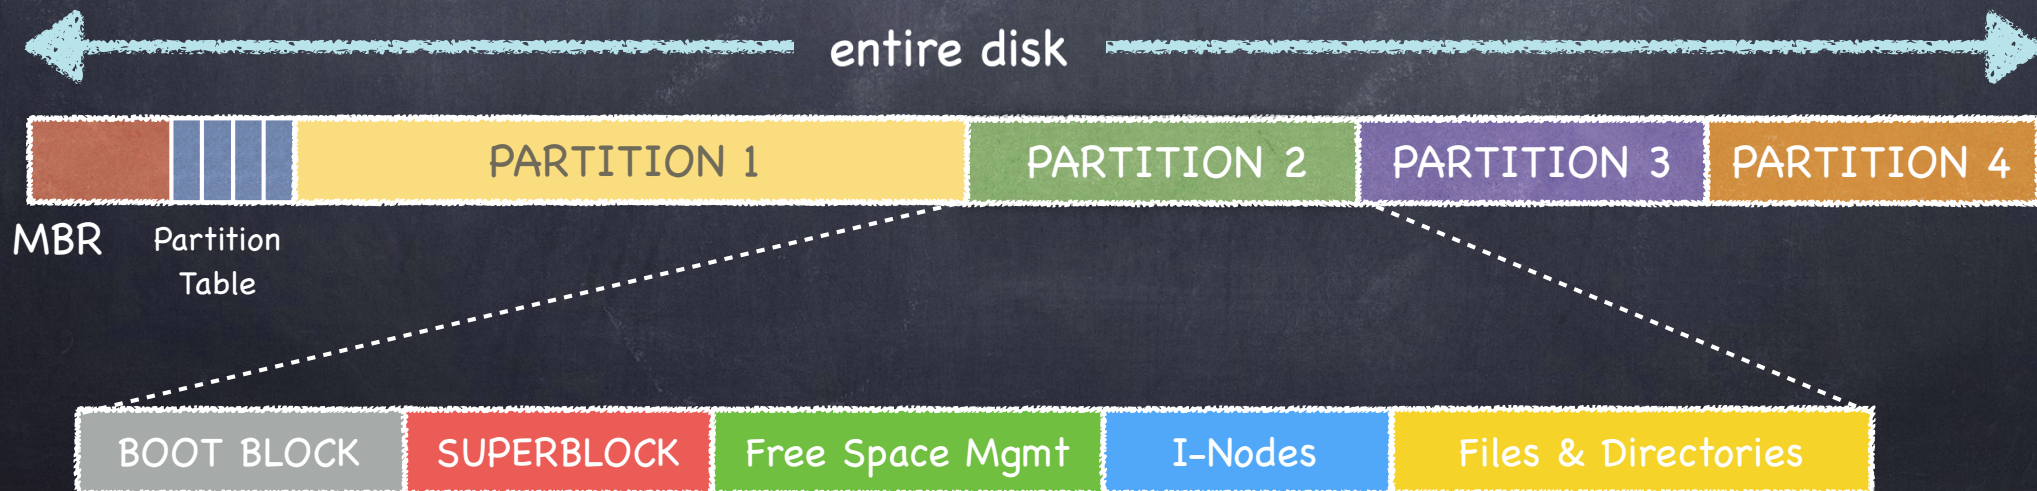 entire disk
PARTITION 1
PARTITION 2
PARTITION 3
PARTITION 4
MBR
Partition
Table
BOOT BLOCK
SUPERBLOCK
Free Space Mgmt
I-Nodes
Files & Directories